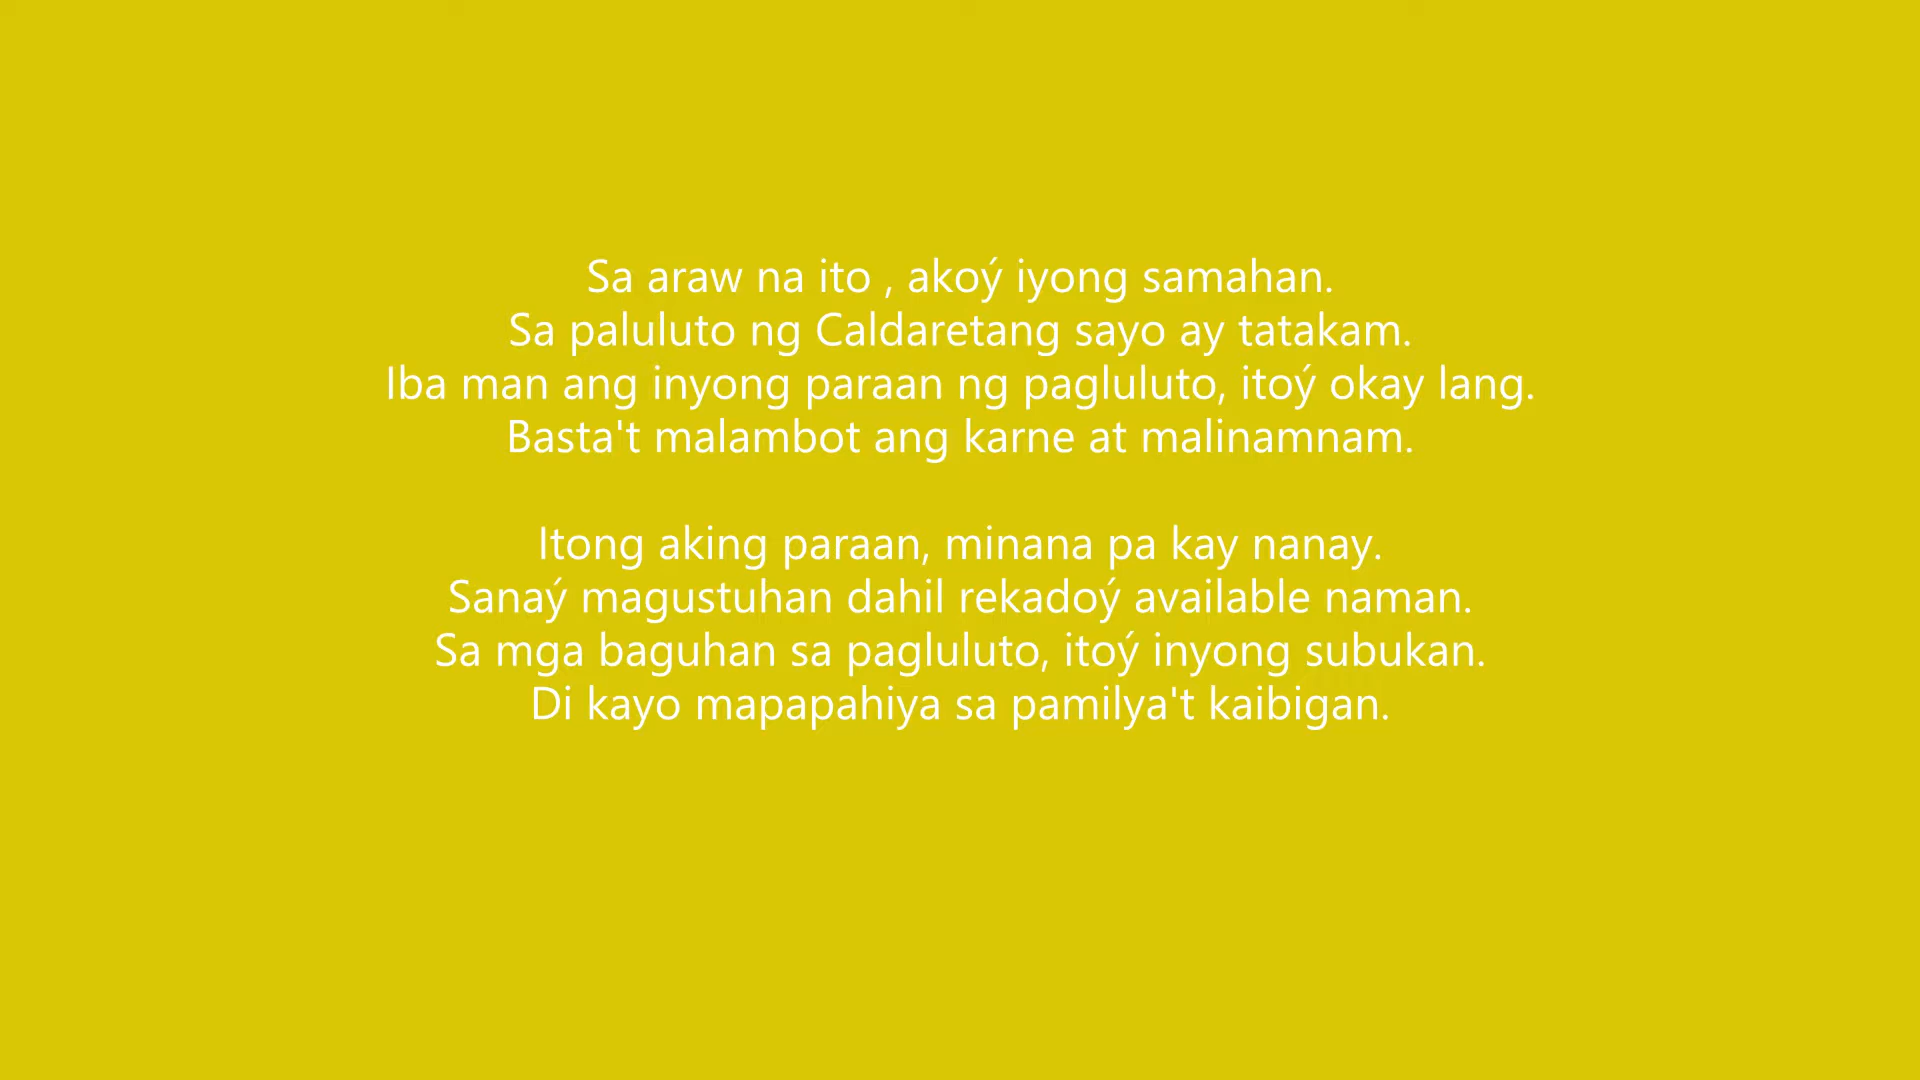 Sa araw na ito , akoý iyong samahan.
Sa paluluto ng Caldaretang sayo ay tatakam.
Iba man ang inyong paraan ng pagluluto, itoý okay lang.
Basta't malambot ang karne at malinamnam.
Itong aking paraan, minana pa kay nanay.
Sanaý magustuhan dahil rekadoý available naman.
Sa mga baguhan sa pagluluto, itoý inyong subukan.
Di kayo mapapahiya sa pamilya't kaibigan.